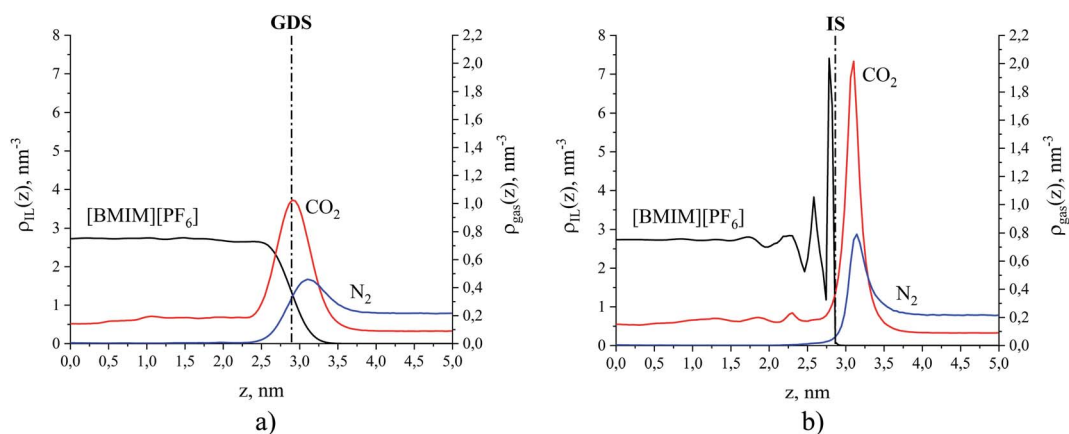 GDS
8
7
6
5
4
3
2
1
0
ρ_IL(z), nm⁻³
2,2
2,0
1,8
1,6
1,4
1,2
1,0
0,8
0,6
0,4
0,2
0,0
ρ_gas(z), nm⁻³
[BMIM][PF₆]
CO₂
N₂
0,0 0,5 1,0 1,5 2,0 2,5 3,0 3,5 4,0 4,5 5,0
z, nm
a)
IS
8
7
6
5
4
3
2
1
0
ρ_IL(z), nm⁻³
2,2
2,0
1,8
1,6
1,4
1,2
1,0
0,8
0,6
0,4
0,2
0,0
ρ_gas(z), nm⁻³
CO₂
[BMIM][PF₆]
N₂
0,0 0,5 1,0 1,5 2,0 2,5 3,0 3,5 4,0 4,5 5,0
z, nm
b)